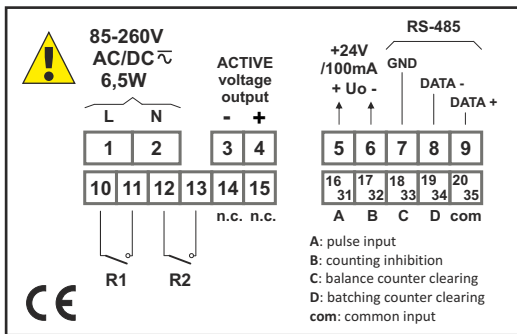 85-260V
AC/DC
6,5W
L N
ACTIVE
voltage
output
- +
+24V
/100mA
+ Uo -
RS-485
GND
DATA -
DATA +
1 2 3 4 5 6 7 8 9
10 11 12 13 14 15 16 31 17 32 18 33 19 34 20 35
n.c. n.c. A B C D com
R1 R2
A: pulse input
B: counting inhibition
C: balance counter clearing
D: batching counter clearing
com: common input
CE